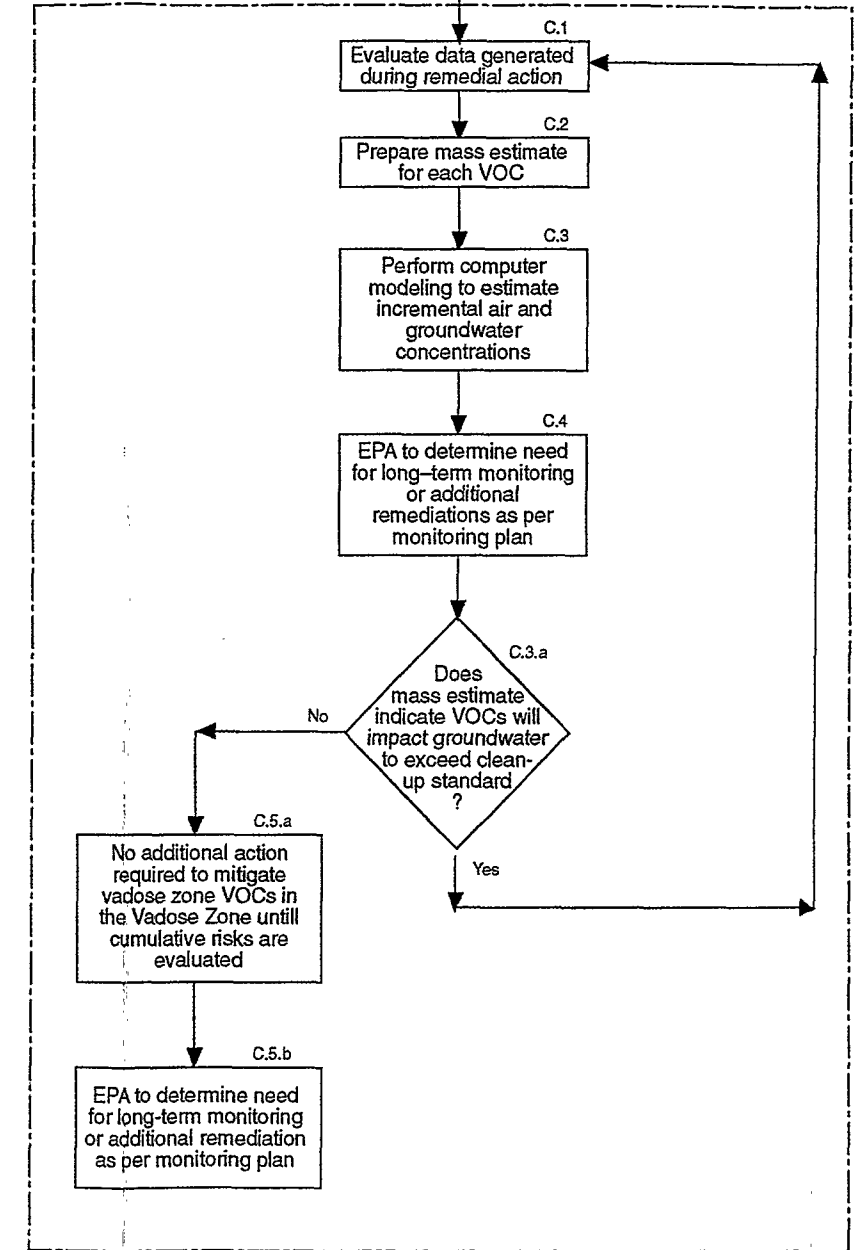 C.1
Evaluate data generated
during remedial action
C.2
Prepare mass estimate
for each VOC
C.3
Perform computer
modeling to estimate
incremental air and
groundwater
concentrations
C.4
EPA to determine need
for long–term monitoring
or additional
remediations as per
monitoring plan
C.3.a
Does
mass estimate
indicate VOCs will
impact groundwater
to exceed clean-
up standard
?
No
Yes
C.5.a
No additional action
required to mitigate
vadose zone VOCs in
the Vadose Zone untill
cumulative risks are
evaluated
C.5.b
EPA to determine need
for long-term monitoring
or additional remediation
as per monitoring plan